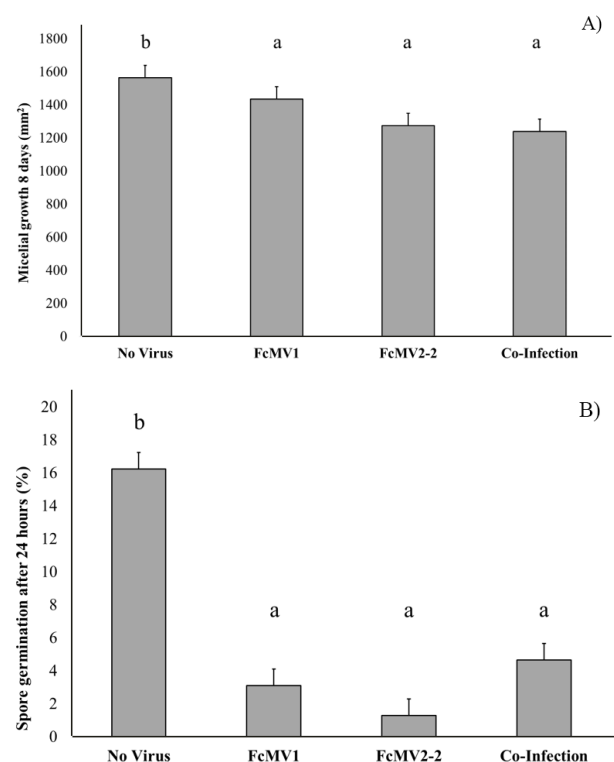 A)
Micelial growth 8 days (mm²)
1800
1600
1400
1200
1000
800
600
400
200
0
b
a
a
a
No Virus
FcMV1
FcMV2-2
Co-Infection
B)
Spore germination after 24 hours (%)
20
18
16
14
12
10
8
6
4
2
0
b
a
a
a
No Virus
FcMV1
FcMV2-2
Co-Infection